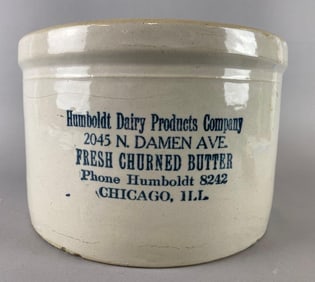 Humboldt Dairy Products Company
2045 N. DAMEN AVE.
FRESH CHURNED BUTTER
Phone Humboldt 8242
CHICAGO, ILL.